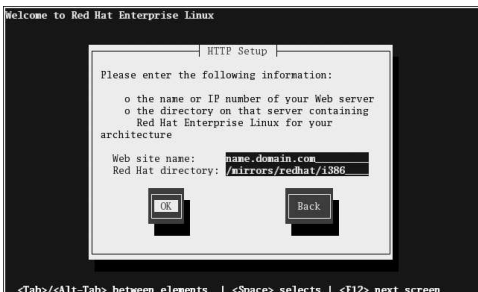 Welcome to Red Hat Enterprise Linux
HTTP Setup
Please enter the following information:
o the name or IP number of your Web server
o the directory on that server containing
Red Hat Enterprise Linux for your
architecture
Web site name: name.domain.com
Red Hat directory: /mirrors/redhat/i386
OK
Back
<Tab>/<Alt-Tab> between elements | <Space> selects | <F12> next screen